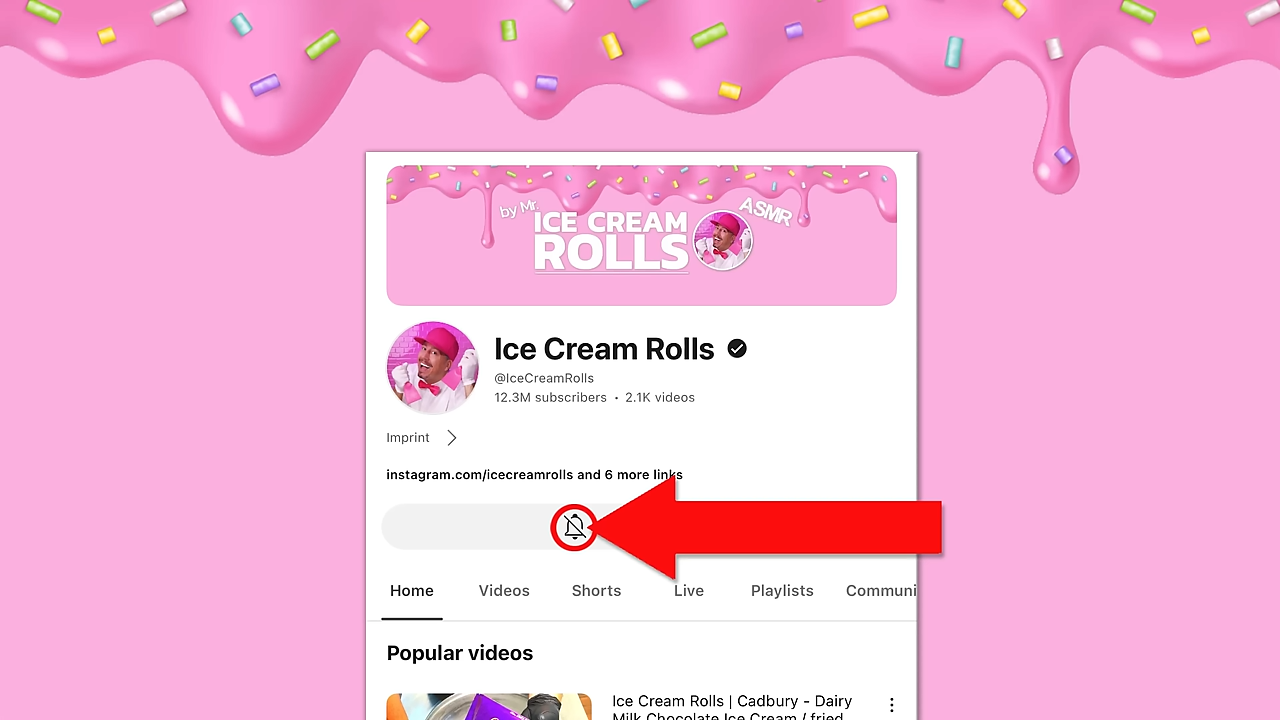 by Mr.
ICE CREAM
ROLLS
ASMR
Ice Cream Rolls
@IceCreamRolls
12.3M subscribers • 2.1K videos
Imprint
instagram.com/icecreamrolls and 6 more links
Home Videos Shorts Live Playlists Communi
Popular videos
Ice Cream Rolls | Cadbury - Dairy
Milk Chocolate Ice Cream / fried